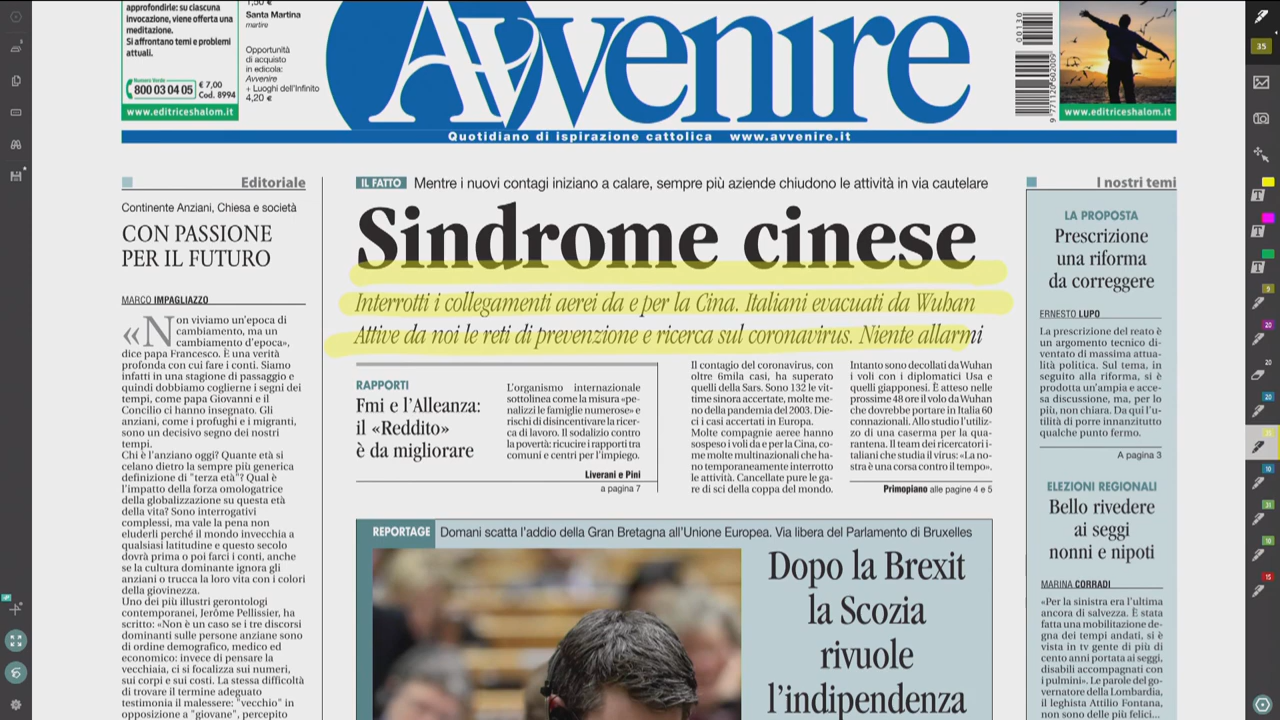 approfondirle: su ciascuna
invocazione, viene offerta una
meditazione.
Si affrontano temi e problemi
attuali.
Numero Verde
800 03 04 05
€ 7,00
Cod. 8994
www.editriceshalom.it
1,50 €
Santa Martina
martire
Opportunità
di acquisto
in edicola:
Avvenire
+ Luoghi dell'Infinito
4,20 €
Avvenire
00130
9 771120 602009
www.editriceshalom.it
Quotidiano di ispirazione cattolica www.avvenire.it
Editoriale
Continente Anziani, Chiesa e società
CON PASSIONE
PER IL FUTURO
MARCO IMPAGLIAZZO
«Non viviamo un'epoca di
cambiamento, ma un
cambiamento d'epoca»,
dice papa Francesco. È una verità
profonda con cui fare i conti. Siamo
infatti in una stagione di passaggio e
quindi dobbiamo coglierne i segni dei
tempi, come papa Giovanni e il
Concilio ci hanno insegnato. Gli
anziani, come i profughi e i migranti,
sono un decisivo segno dei nostri
tempi.
Chi è l'anziano oggi? Quante età si
celano dietro la sempre più generica
definizione di "terza età"? Qual è
l'impatto della forza omologatrice
della globalizzazione su questa età
della vita? Sono interrogativi
complessi, ma vale la pena non
eluderli perché il mondo invecchia a
qualsiasi latitudine e questo secolo
dovrà prima o poi farci i conti, anche
se la cultura dominante ignora gli
anziani o trucca la loro vita con i colori
della giovinezza.
Uno dei più illustri gerontologi
contemporanei, Jerôme Pellissier, ha
scritto: «Non è un caso se i tre discorsi
dominanti sulle persone anziane sono
di ordine demografico, medico ed
economico: invece di pensare la
vecchiaia, ci si focalizza sui numeri,
sui corpi e sui costi. La stessa difficoltà
di trovare il termine adeguato
testimonia il malessere: "vecchio" in
opposizione a "giovane", percepito
IL FATTO Mentre i nuovi contagi iniziano a calare, sempre più aziende chiudono le attività in via cautelare
Sindrome cinese
Interrotti i collegamenti aerei da e per la Cina. Italiani evacuati da Wuhan
Attive da noi le reti di prevenzione e ricerca sul coronavirus. Niente allarmi
RAPPORTI
Fmi e l'Alleanza:
il «Reddito»
è da migliorare
L'organismo internazionale
sottolinea come la misura «pe-
nalizzi le famiglie numerose» e
rischi di disincentivare la ricer-
ca di lavoro. Il sodalizio contro
la povertà: ricucire i rapporti tra
comuni e centri per l'impiego.
Liverani e Pini
a pagina 7
Il contagio del coronavirus, con
oltre 6mila casi, ha superato
quelli della Sars. Sono 132 le vit-
time sinora accertate, molte me-
no della pandemia del 2003. Die-
ci i casi accertati in Europa.
Molte compagnie aeree hanno
sospeso i voli da e per la Cina, co-
me molte multinazionali che ha-
no temporaneamente interrotto
le attività. Cancellate pure le ga-
re di sci della coppa del mondo.
Intanto sono decollati da Wuhan
i voli con i diplomatici Usa e
quelli giapponesi. È atteso nelle
prossime 48 ore il volo da Wuhan
che dovrebbe portare in Italia 60
connazionali. Allo studio l'utiliz-
zo di una caserma per la qua-
rantena. Il team dei ricercatori i-
taliani che studia il virus: «La no-
stra è una corsa contro il tempo».
Primopiano alle pagine 4 e 5
REPORTAGE Domani scatta l'addio della Gran Bretagna all'Unione Europea. Via libera del Parlamento di Bruxelles
Dopo la Brexit
la Scozia
rivuole
l'indipendenza
I nostri temi
LA PROPOSTA
Prescrizione
una riforma
da correggere
ERNESTO LUPO
La prescrizione del reato è
un argomento tecnico di-
ventato di massima attua-
lità politica. Sul tema, in
seguito alla riforma, si è
prodotta un'ampia e acce-
sa discussione, ma, per lo
più, non chiara. Da qui l'u-
tilità di porre innanzitutto
qualche punto fermo.
A pagina 3
ELEZIONI REGIONALI
Bello rivedere
ai seggi
nonni e nipoti
MARINA CORRADI
«Per la sinistra era l'ultima
ancora di salvezza. È stata
fatta una mobilitazione de-
gna dei tempi andati, si è
vista in tv gente di più di
cento anni portata ai seggi,
disabili accompagnati con
i pulmini». Le parole del go-
vernatore della Lombardia,
il leghista Attilio Fontana,
non sono delle più felici...
35